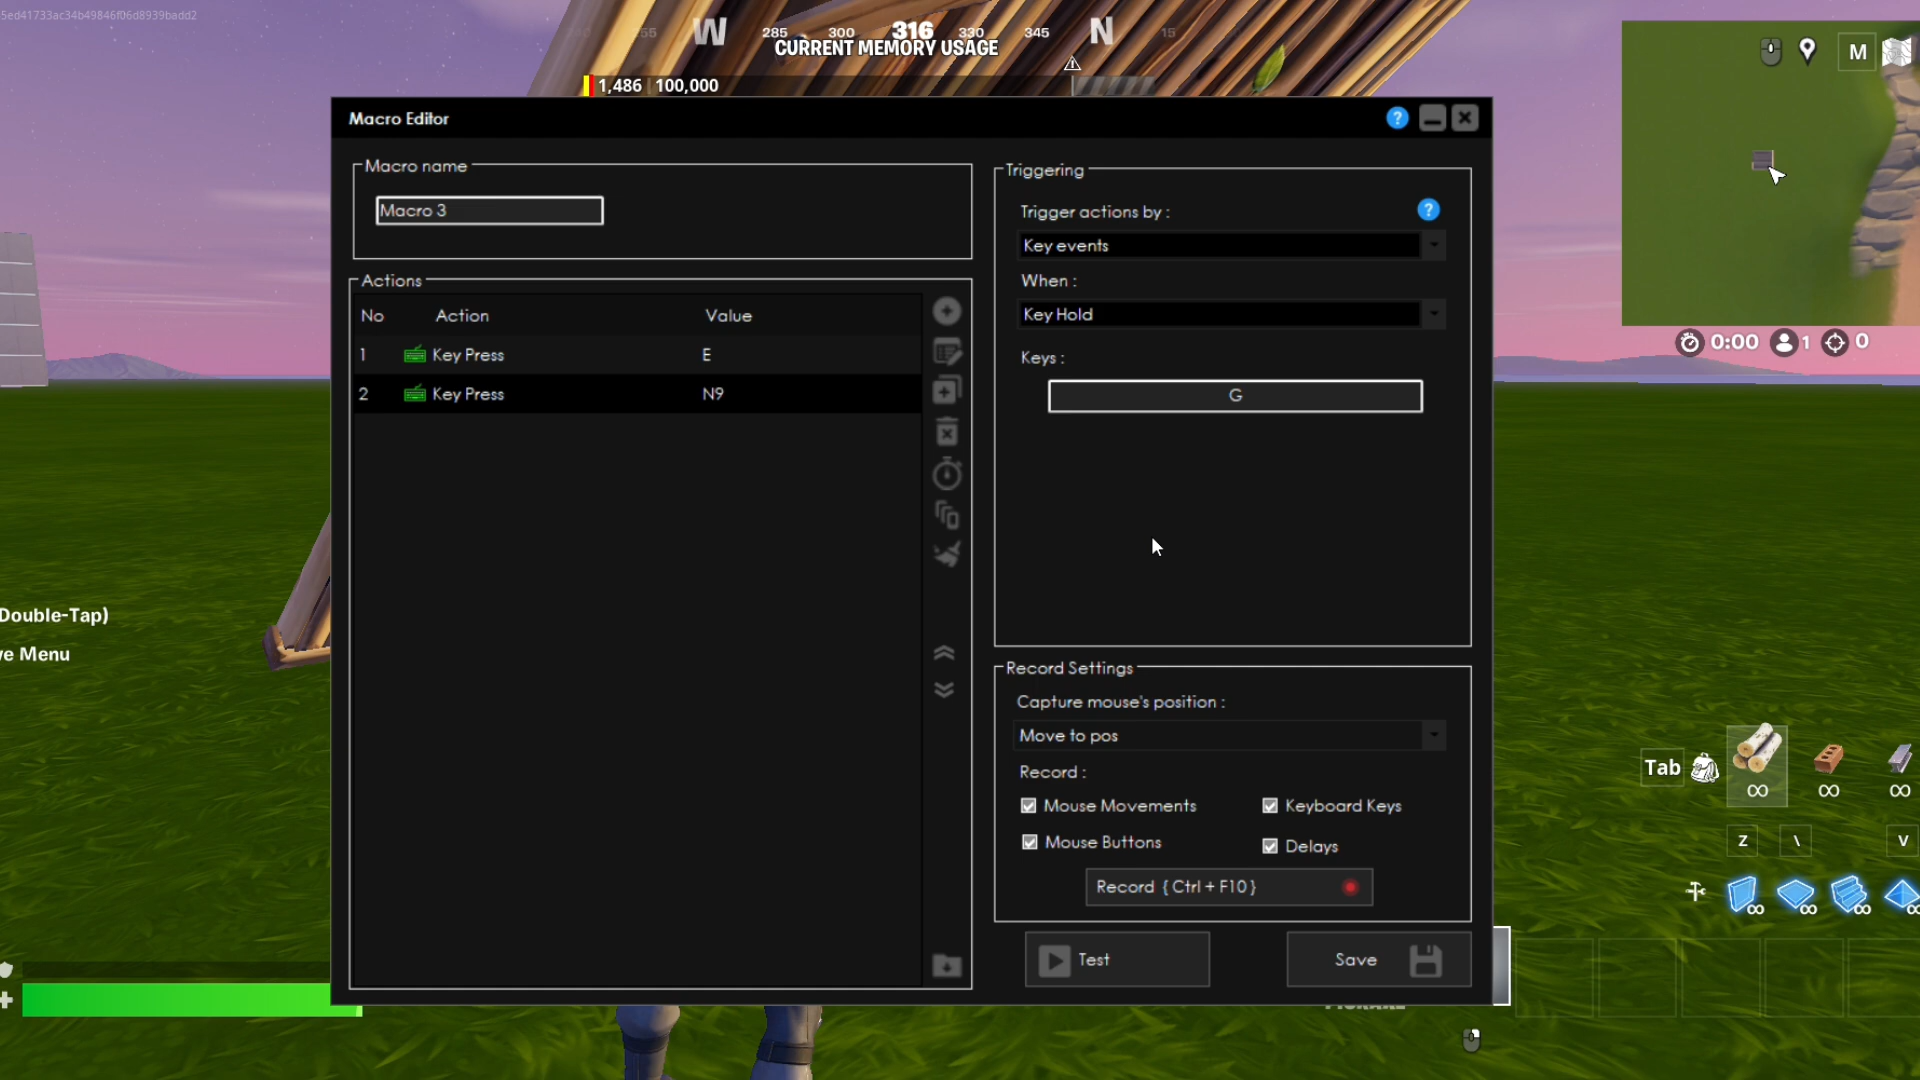 5ed41733ac34b49846f06d8939badd2
W 285 300 316 330 345 N 15
CURRENT MEMORY USAGE
1,486 100,000
M
Macro Editor
?
Macro name
Macro 3
Actions
No Action Value
1 Key Press E
2 Key Press N9
Triggering
Trigger actions by :
?
Key events
When :
Key Hold
Keys :
G
Record Settings
Capture mouse's position :
Move to pos
Record :
Mouse Movements
Keyboard Keys
Mouse Buttons
Delays
Record { Ctrl + F10 }
Test
Save
0:00 1 0
Double-Tap)
ve Menu
Tab
∞ ∞ ∞
Z \ V
∞ ∞ ∞ ∞